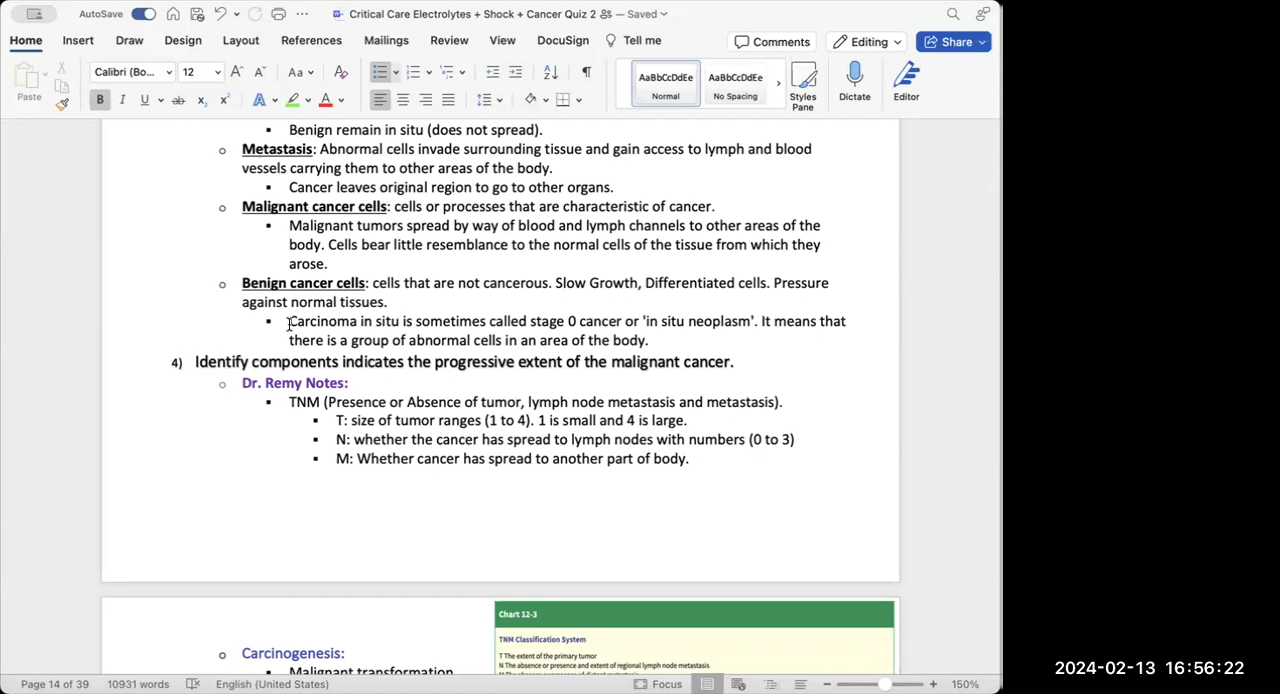 AutoSave
Critical Care Electrolytes + Shock + Cancer Quiz 2
— Saved
Home Insert Draw Design Layout References Mailings Review View DocuSign Tell me
Comments Editing Share
Paste
Calibri (Bo... 12
Aa
B I U ab x₂ x² A A
AaBbCcDdEe
Normal
AaBbCcDdEe
No Spacing
Styles
Pane
Dictate
Editor
▪ Benign remain in situ (does not spread).
o Metastasis: Abnormal cells invade surrounding tissue and gain access to lymph and blood
vessels carrying them to other areas of the body.
▪ Cancer leaves original region to go to other organs.
o Malignant cancer cells: cells or processes that are characteristic of cancer.
▪ Malignant tumors spread by way of blood and lymph channels to other areas of the
body. Cells bear little resemblance to the normal cells of the tissue from which they
arose.
o Benign cancer cells: cells that are not cancerous. Slow Growth, Differentiated cells. Pressure
against normal tissues.
▪ Carcinoma in situ is sometimes called stage 0 cancer or 'in situ neoplasm'. It means that
there is a group of abnormal cells in an area of the body.
4) Identify components indicates the progressive extent of the malignant cancer.
o Dr. Remy Notes:
▪ TNM (Presence or Absence of tumor, lymph node metastasis and metastasis).
▪ T: size of tumor ranges (1 to 4). 1 is small and 4 is large.
▪ N: whether the cancer has spread to lymph nodes with numbers (0 to 3)
▪ M: Whether cancer has spread to another part of body.
Chart 12-3
TNM Classification System
T The extent of the primary tumor
N The absence or presence and extent of regional lymph node metastasis
o Carcinogenesis:
▪ Malignant transformation
Page 14 of 39 10931 words English (United States) Focus 150%
2024-02-13 16:56:22